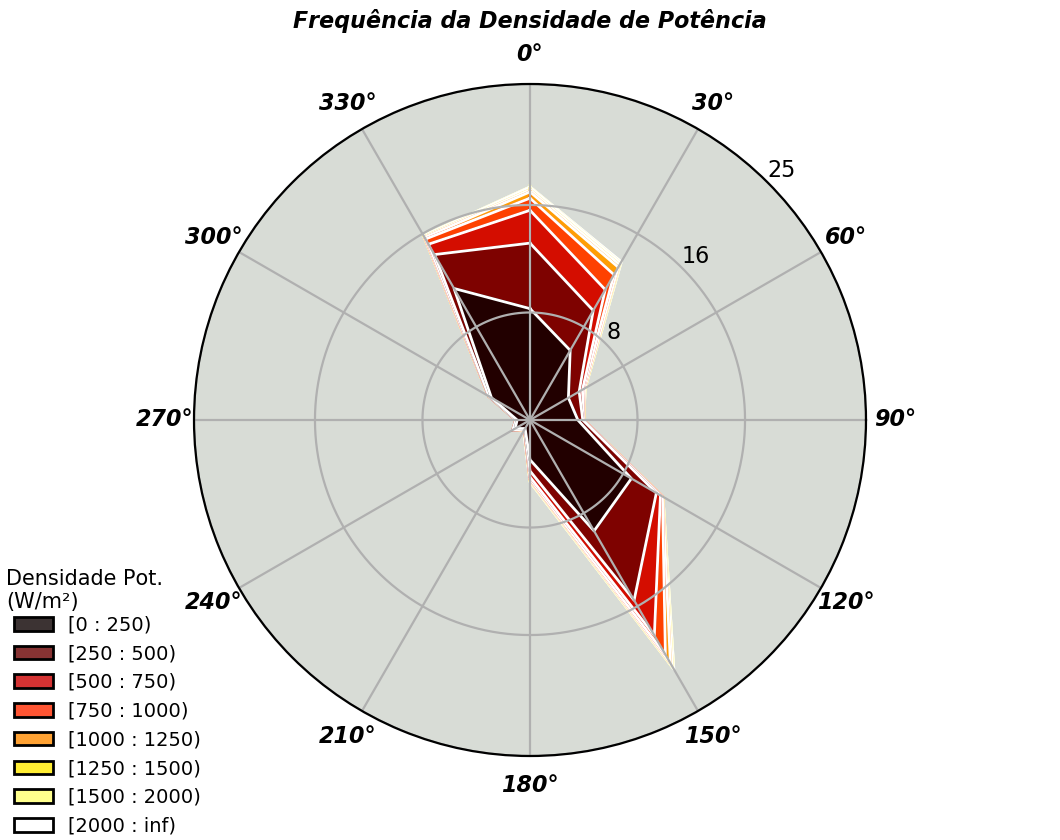 Frequência da Densidade de Potência
0°
330°
30°
25
300°
60°
16
8
270°
90°
240°
120°
210°
150°
180°
Densidade Pot.
(W/m²)
[0 : 250)
[250 : 500)
[500 : 750)
[750 : 1000)
[1000 : 1250)
[1250 : 1500)
[1500 : 2000)
[2000 : inf)